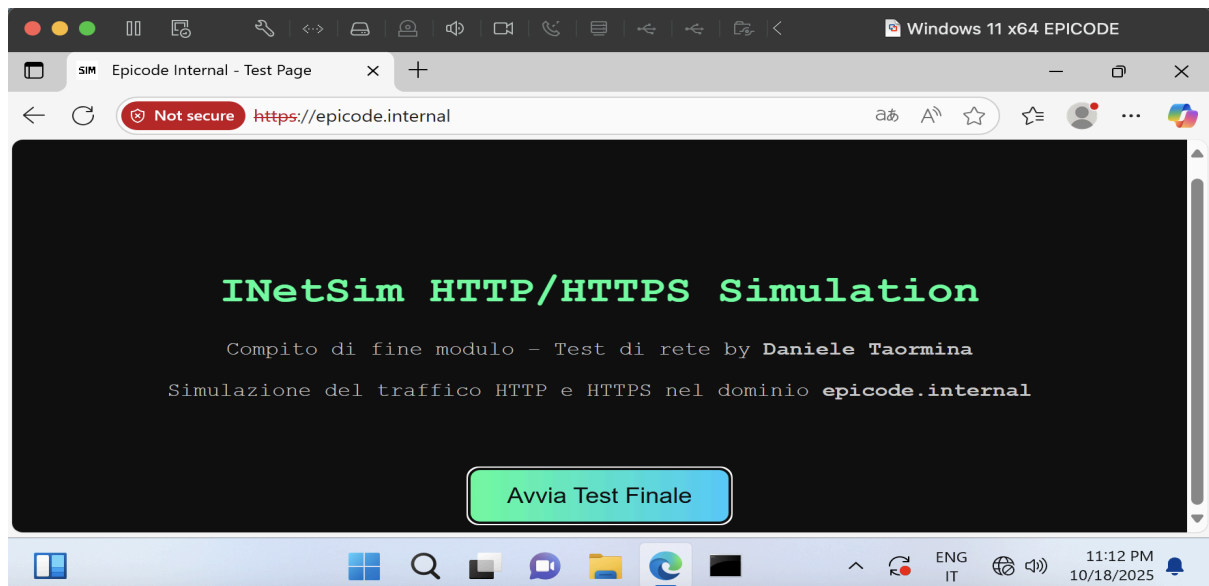 Windows 11 x64 EPICODE
SIM Epicode Internal - Test Page
Not secure https://epicode.internal
INetSim HTTP/HTTPS Simulation
Compito di fine modulo – Test di rete by Daniele Taormina
Simulazione del traffico HTTP e HTTPS nel dominio epicode.internal
Avvia Test Finale
ENG
IT
11:12 PM
10/18/2025